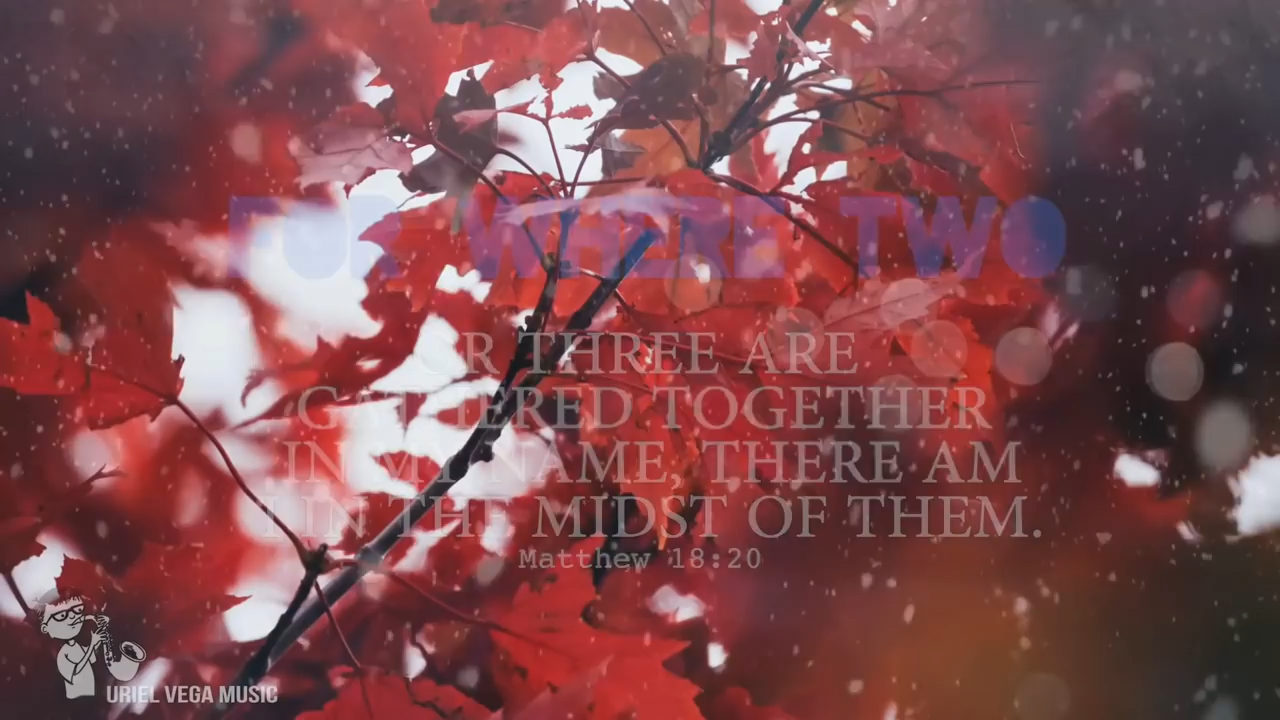 FOR WHERE TWO
OR THREE ARE
GATHERED TOGETHER
IN MY NAME, THERE AM
I IN THE MIDST OF THEM.
Matthew 18:20
URIEL VEGA MUSIC